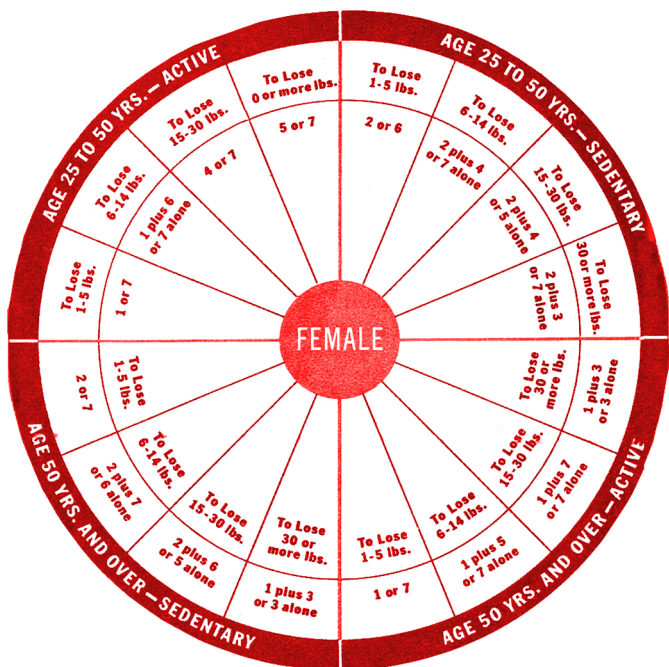 AGE 25 TO 50 YRS.—ACTIVE
To Lose
1-5 lbs.
1 or 7
To Lose
6-14 lbs.
1 plus 6
or 7 alone
To Lose
15-30 lbs.
4 or 7
To Lose
0 or more lbs.
5 or 7
AGE 25 TO 50 YRS.—SEDENTARY
To Lose
1-5 lbs.
2 or 6
To Lose
6-14 lbs.
2 plus 4
or 7 alone
To Lose
15-30 lbs.
2 plus 4
or 5 alone
To Lose
30 or more lbs.
2 plus 3
or 7 alone
FEMALE
To Lose
30 or
more lbs.
1 plus 3
or 3 alone
To Lose
15-30 lbs.
1 plus 7
or 7 alone
To Lose
6-14 lbs.
1 plus 5
or 7 alone
To Lose
1-5 lbs.
1 or 7
AGE 50 YRS. AND OVER—ACTIVE
To Lose
1-5 lbs.
2 or 7
To Lose
6-14 lbs.
2 plus 7
or 6 alone
To Lose
15-30 lbs.
2 plus 6
or 5 alone
To Lose
30 or
more lbs.
1 plus 3
or 3 alone
AGE 50 YRS. AND OVER—SEDENTARY